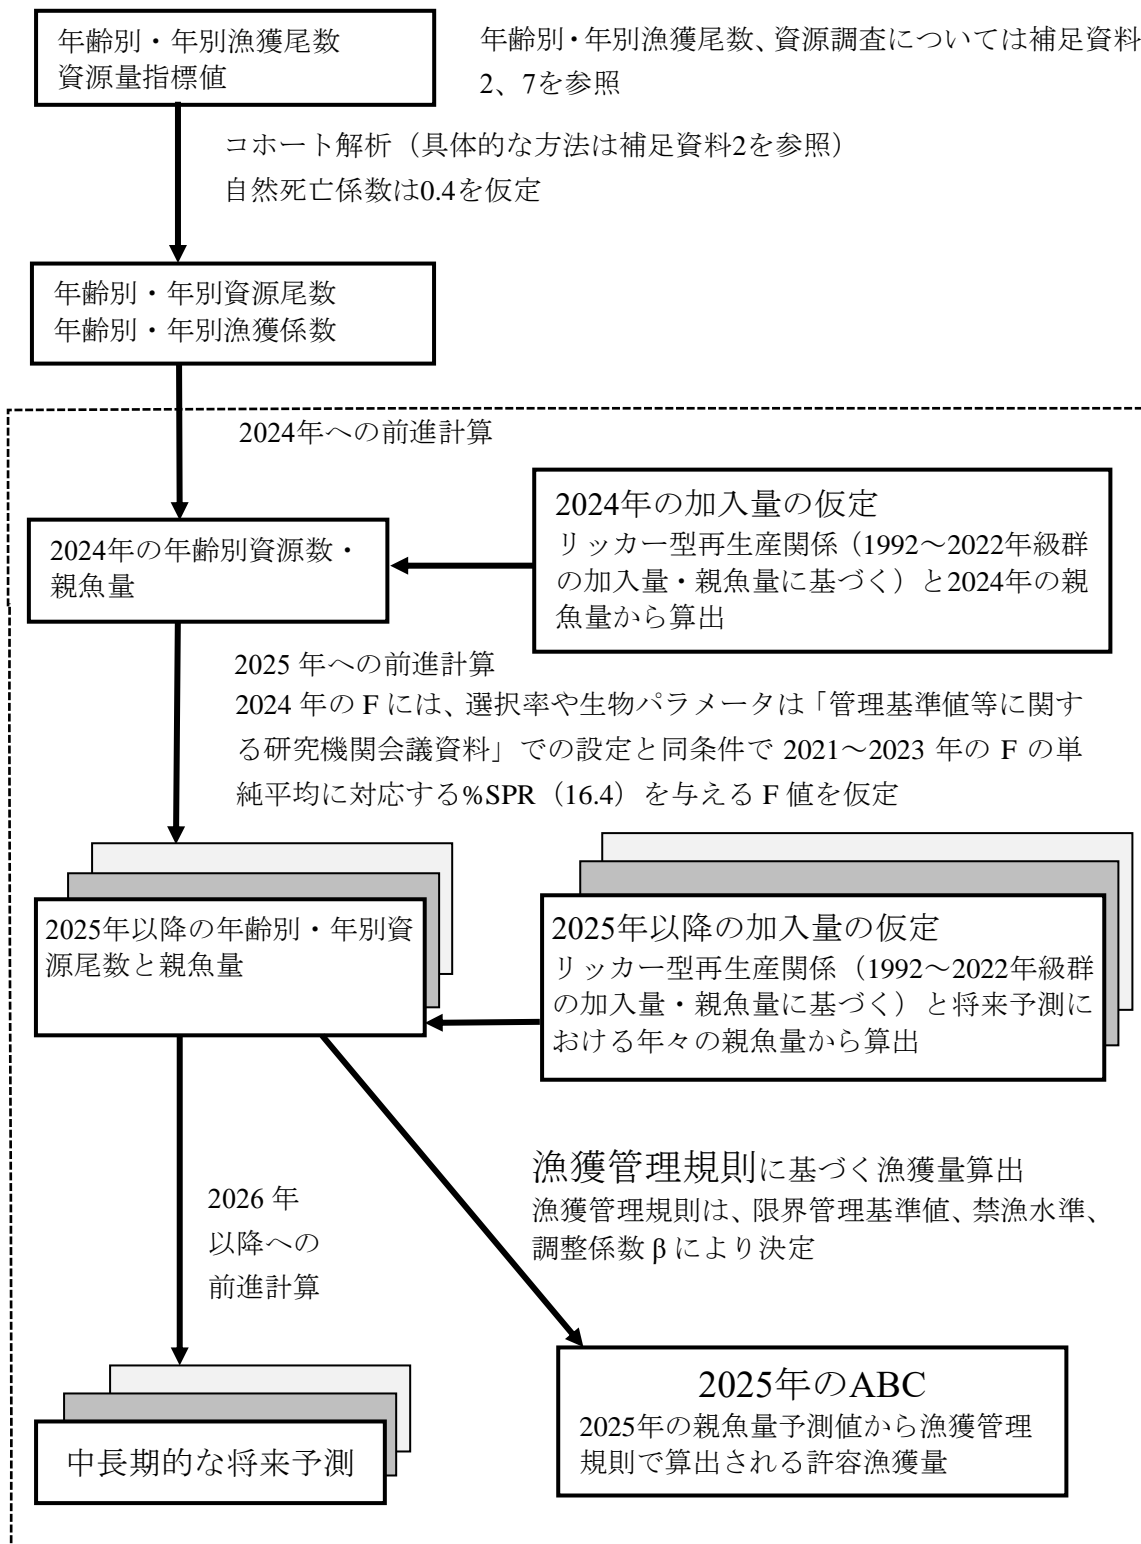 年齢別・年別漁獲尾数
資源量指標値
年齢別・年別漁獲尾数、資源調査については補足資料
2、7を参照
コホート解析（具体的な方法は補足資料2を参照）
自然死亡係数は0.4を仮定
年齢別・年別資源尾数
年齢別・年別漁獲係数
2024年への前進計算
2024年の年齢別資源数・
親魚量
2024年の加入量の仮定
リッカー型再生産関係（1992～2022年級群
の加入量・親魚量に基づく）と2024年の親
魚量から算出
2025 年への前進計算
2024 年の F には、選択率や生物パラメータは「管理基準値等に関す
る研究機関会議資料」での設定と同条件で 2021～2023 年の F の単
純平均に対応する%SPR（16.4）を与える F 値を仮定
2025年以降の年齢別・年別資
源尾数と親魚量
2025年以降の加入量の仮定
リッカー型再生産関係（1992～2022年級群
の加入量・親魚量に基づく）と将来予測に
おける年々の親魚量から算出
2026 年
以降への
前進計算
漁獲管理規則に基づく漁獲量算出
漁獲管理規則は、限界管理基準値、禁漁水準、
調整係数 β により決定
中長期的な将来予測
2025年のABC
2025年の親魚量予測値から漁獲管理
規則で算出される許容漁獲量